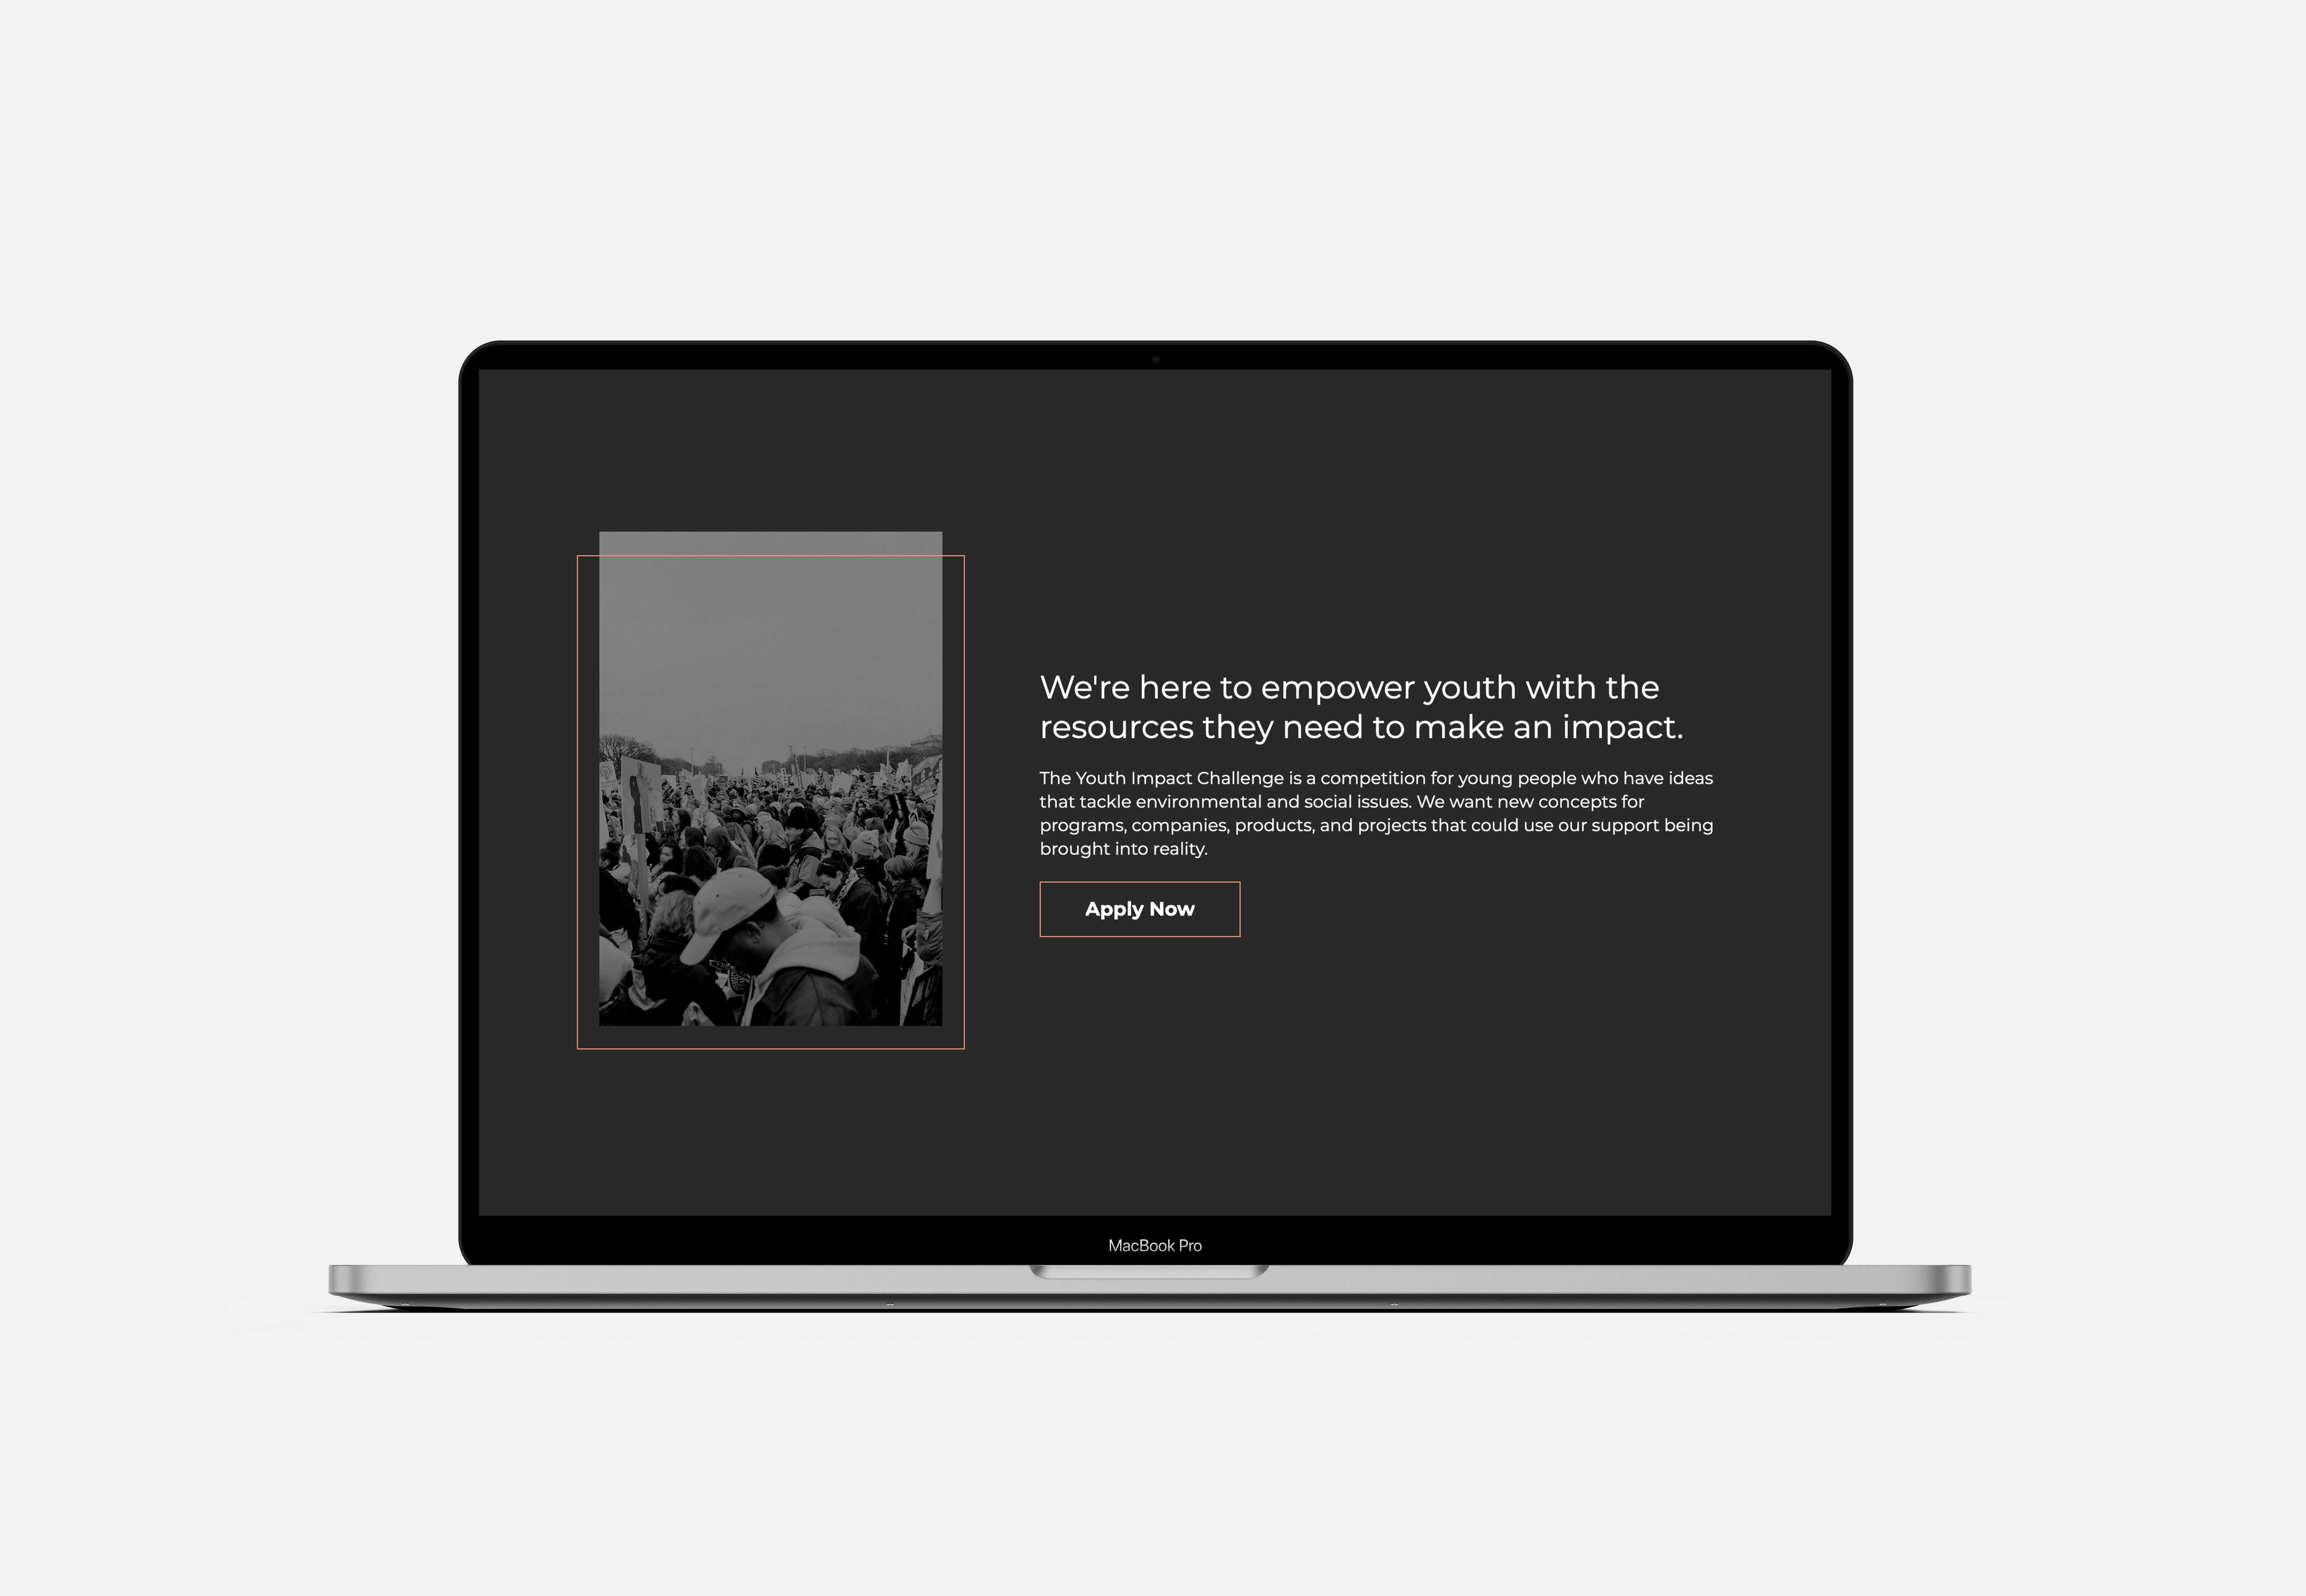 We're here to empower youth with the
resources they need to make an impact.
The Youth Impact Challenge is a competition for young people who have ideas
that tackle environmental and social issues. We want new concepts for
programs, companies, products, and projects that could use our support being
brought into reality.
Apply Now
MacBook Pro